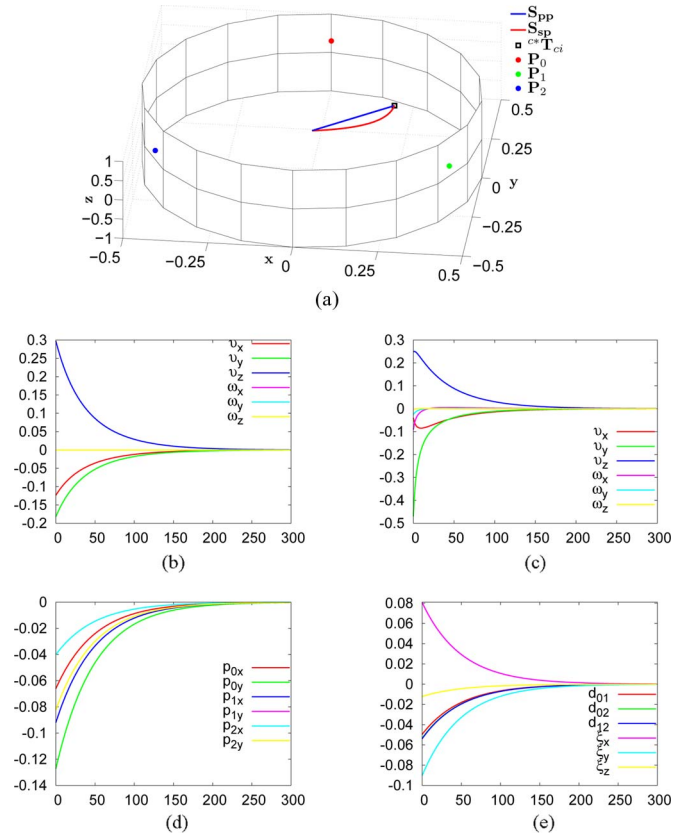 S_pp
S_sp
c*T_ci
P_0
P_1
P_2
0.5
0.25
0
y
−0.25
−0.5
1
0.5
0
−0.5
−1
z
−0.5
−0.25
x
0
0.25
0.5
(a)
0.3
0.25
0.2
0.15
0.1
0.05
0
-0.05
-0.1
-0.15
-0.2
0 50 100 150 200 250 300
υ_x
υ_y
υ_z
ω_x
ω_y
ω_z
(b)
0.3
0.2
0.1
0
-0.1
-0.2
-0.3
-0.4
-0.5
0 50 100 150 200 250 300
υ_x
υ_y
υ_z
ω_x
ω_y
ω_z
(c)
0
-0.02
-0.04
-0.06
-0.08
-0.1
-0.12
-0.14
0 50 100 150 200 250 300
p_0x
p_0y
p_1x
p_1y
p_2x
p_2y
(d)
0.08
0.06
0.04
0.02
0
-0.02
-0.04
-0.06
-0.08
-0.1
0 50 100 150 200 250 300
d_01
d_02
d_12
ξ_x
ξ_y
ξ_z
(e)